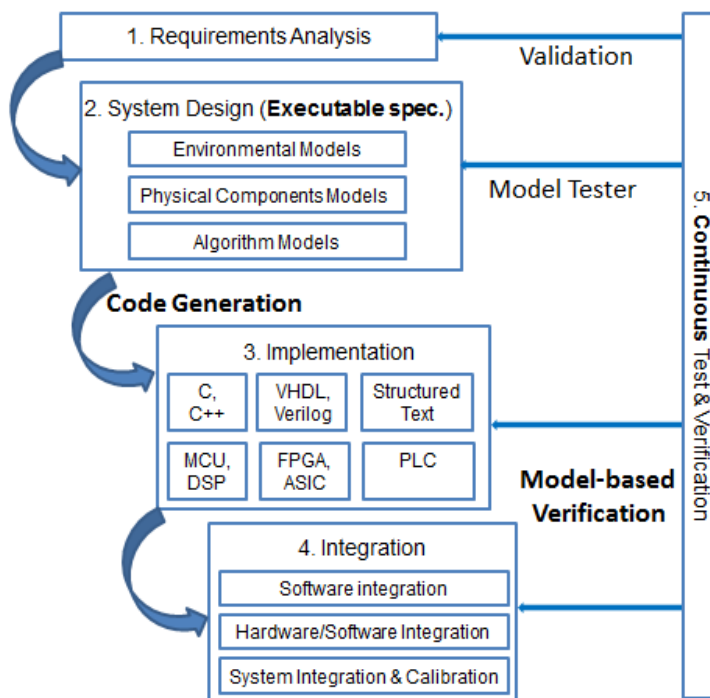 1. Requirements Analysis
Validation
2. System Design (Executable spec.)
Environmental Models
Physical Components Models
Algorithm Models
Model Tester
Code Generation
3. Implementation
C,
C++
VHDL,
Verilog
Structured
Text
MCU,
DSP
FPGA,
ASIC
PLC
Model-based
Verification
4. Integration
Software integration
Hardware/Software Integration
System Integration & Calibration
5. Continuous Test & Verification